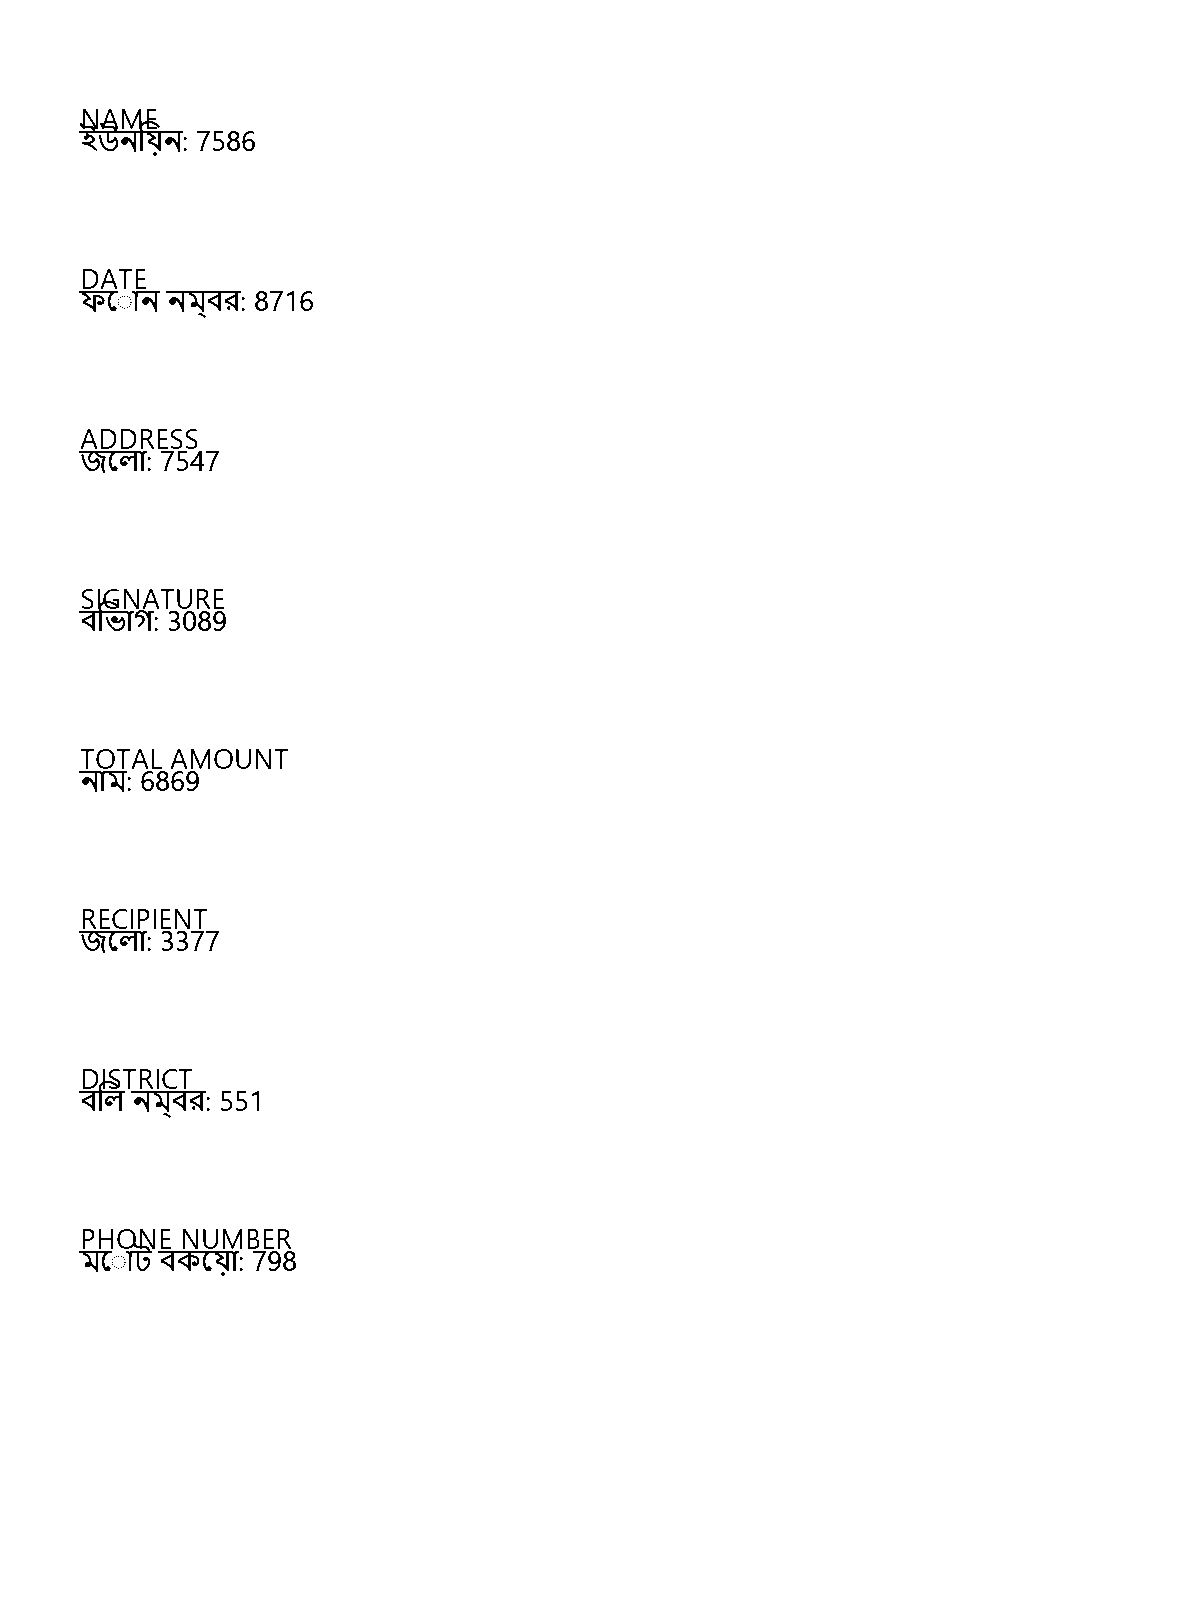 NAME
ইউনিয়ন: 7586
DATE
ফোন নম্বর: 8716
ADDRESS
জেলা: 7547
SIGNATURE
বিভাগ: 3089
TOTAL AMOUNT
নাম: 6869
RECIPIENT
জেলা: 3377
DISTRICT
বিল নম্বর: 551
PHONE NUMBER
মোট বকেয়া: 798